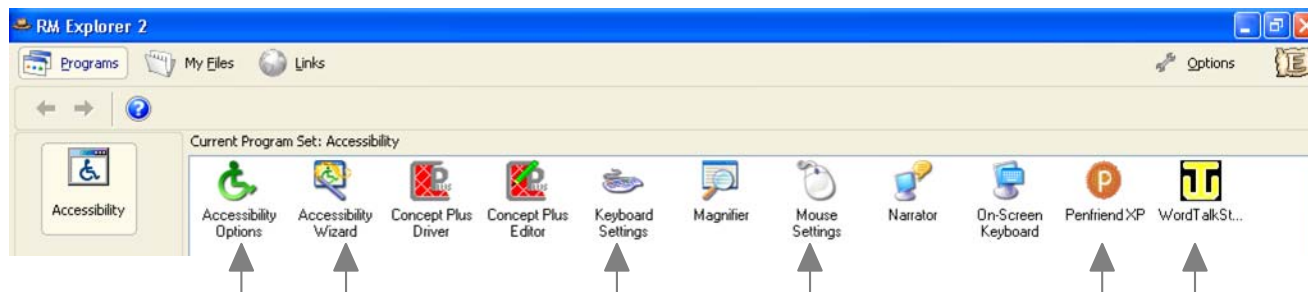 RM Explorer 2
Programs My Files Links Options
Current Program Set: Accessibility
Accessibility
Accessibility Options
Accessibility Wizard
Concept Plus Driver
Concept Plus Editor
Keyboard Settings
Magnifier
Mouse Settings
Narrator
On-Screen Keyboard
Penfriend XP
WordTalkSt...